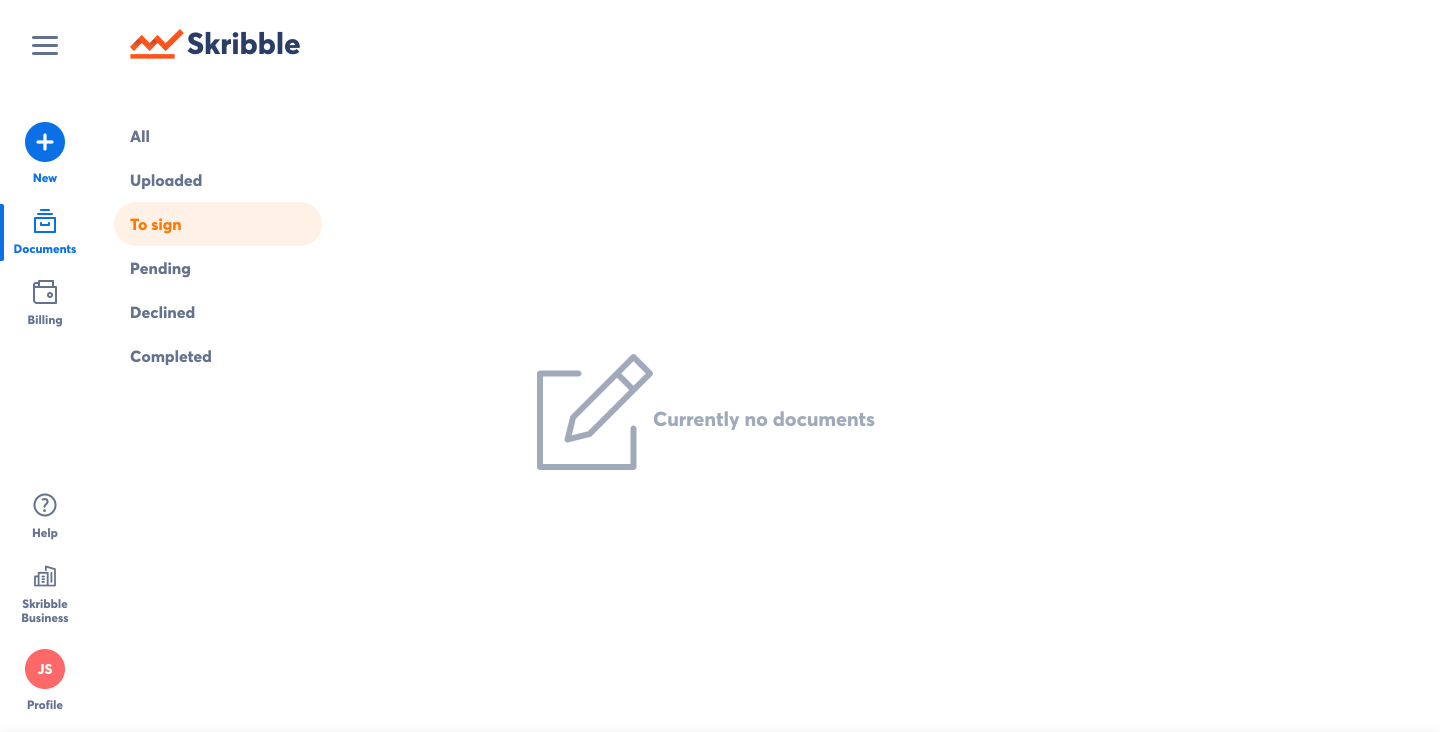 Skribble
New
Documents
Billing
Help
Skribble
Business
JS
Profile
All
Uploaded
To sign
Pending
Declined
Completed
Currently no documents